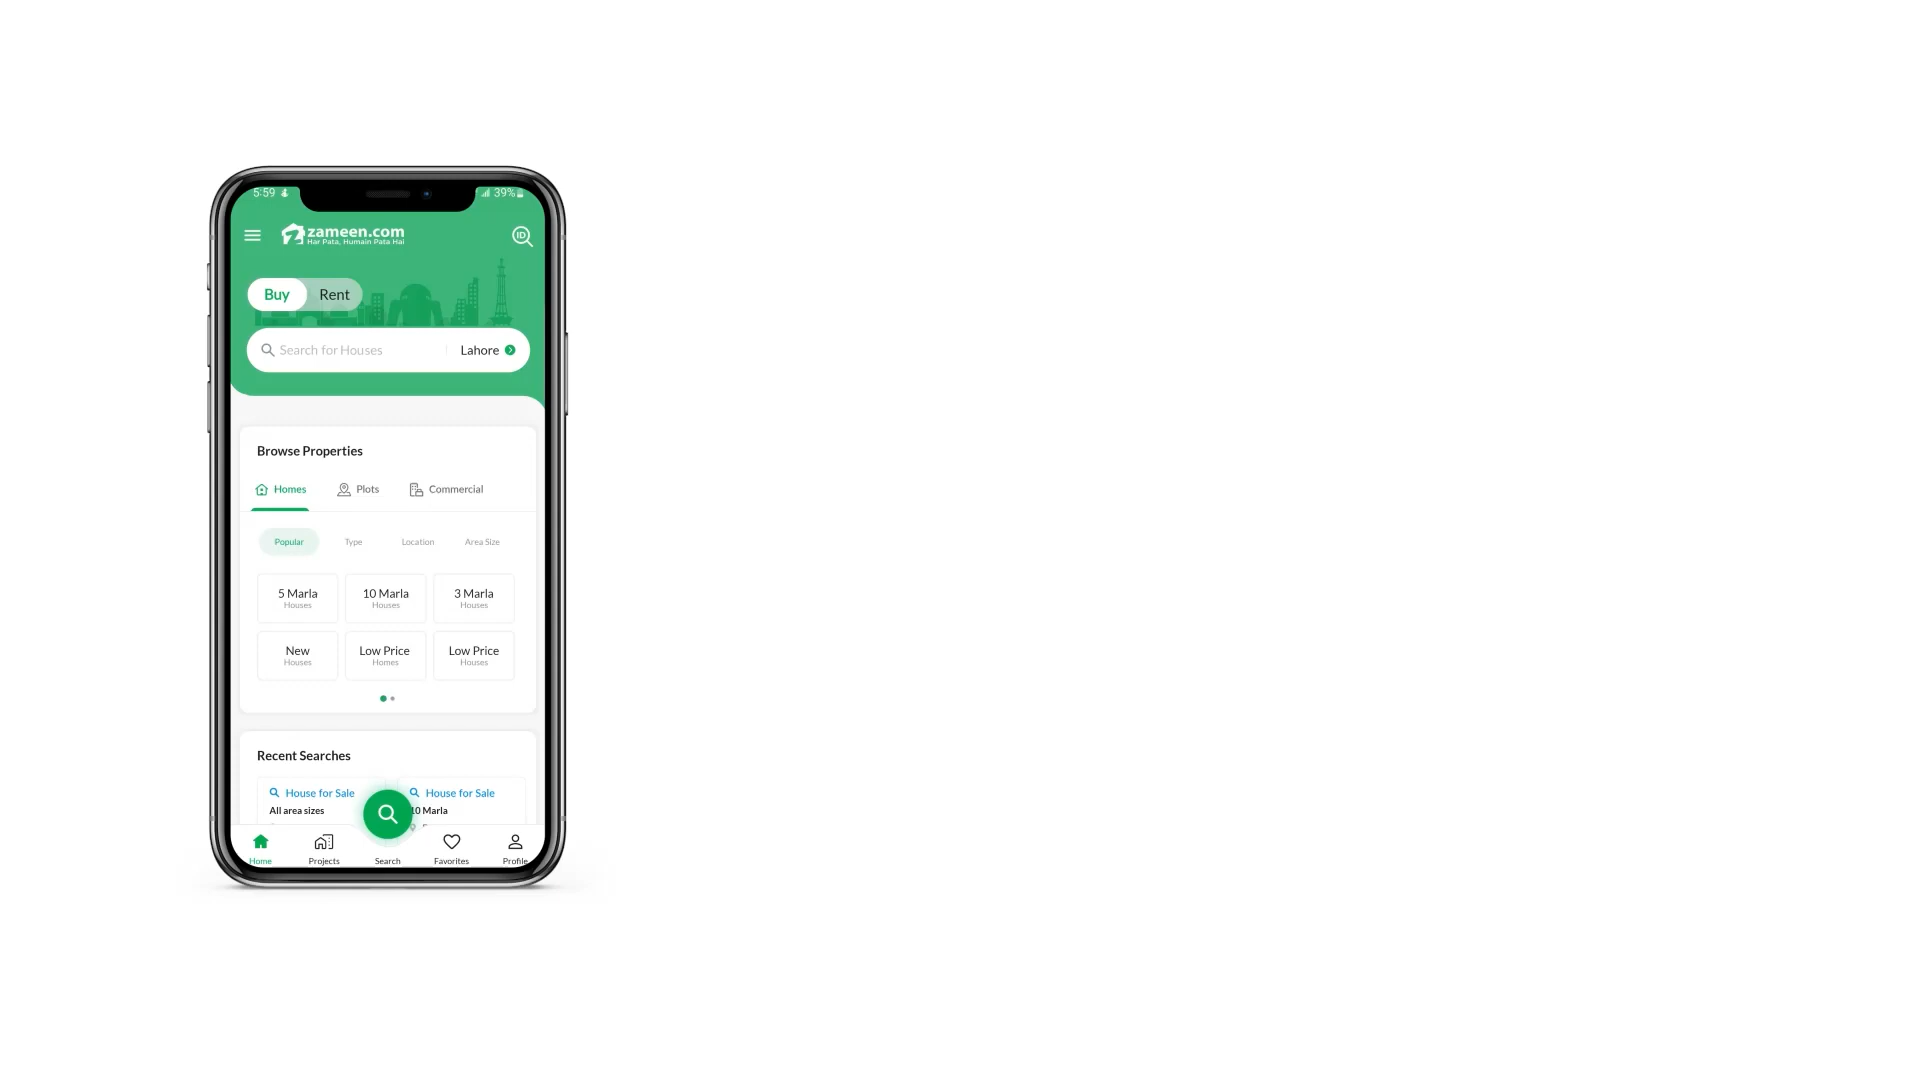 5:59
39%
zameen.com
Har Pata, Humain Pata Hai
ID
Buy Rent
Search for Houses Lahore
Browse Properties
Homes Plots Commercial
Popular Type Location Area Size
5 Marla 10 Marla 3 Marla
Houses Houses Houses
New Low Price Low Price
Houses Homes Houses
Recent Searches
House for Sale House for Sale
All area sizes 10 Marla
Home Projects Search Favorites Profile